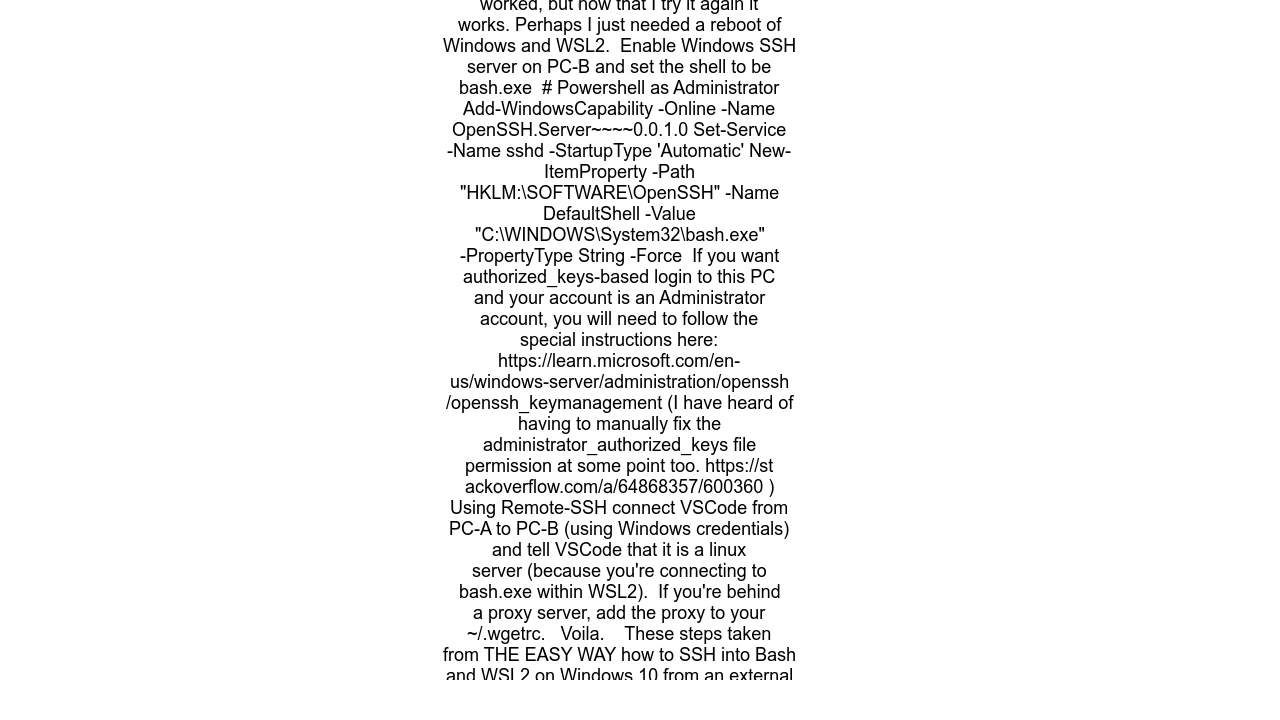 worked, but now that I try it again it
works. Perhaps I just needed a reboot of
Windows and WSL2.  Enable Windows SSH
server on PC-B and set the shell to be
bash.exe  # Powershell as Administrator
Add-WindowsCapability -Online -Name
OpenSSH.Server~~~~0.0.1.0 Set-Service
-Name sshd -StartupType 'Automatic' New-
ItemProperty -Path
"HKLM:\SOFTWARE\OpenSSH" -Name
DefaultShell -Value
"C:\WINDOWS\System32\bash.exe"
-PropertyType String -Force  If you want
authorized_keys-based login to this PC
and your account is an Administrator
account, you will need to follow the
special instructions here:
https://learn.microsoft.com/en-
us/windows-server/administration/openssh
/openssh_keymanagement (I have heard of
having to manually fix the
administrator_authorized_keys file
permission at some point too. https://st
ackoverflow.com/a/64868357/600360 )
Using Remote-SSH connect VSCode from
PC-A to PC-B (using Windows credentials)
and tell VSCode that it is a linux
server (because you're connecting to
bash.exe within WSL2).  If you're behind
a proxy server, add the proxy to your
~/.wgetrc.   Voila.    These steps taken
from THE EASY WAY how to SSH into Bash
and WSL2 on Windows 10 from an external